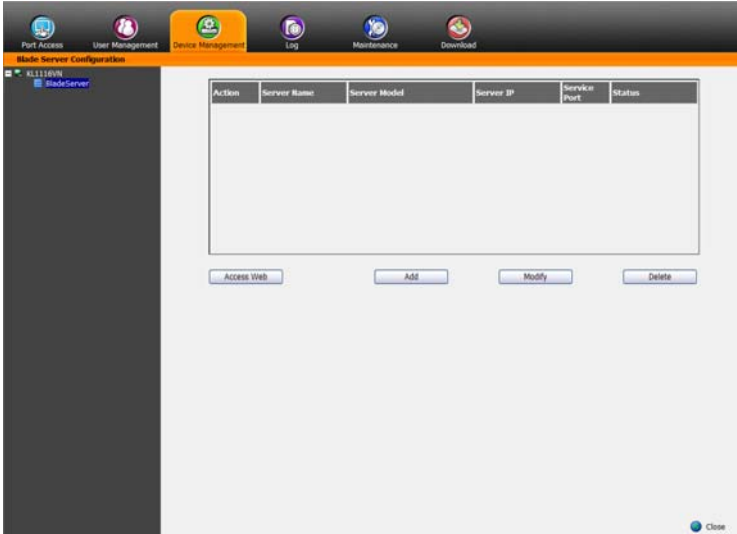 Port Access User Management Device Management Log Maintenance Download
Blade Server Configuration
KL1116VN
BladeServer
Action Server Name Server Model Server IP Service Port Status
Access Web Add Modify Delete
Close